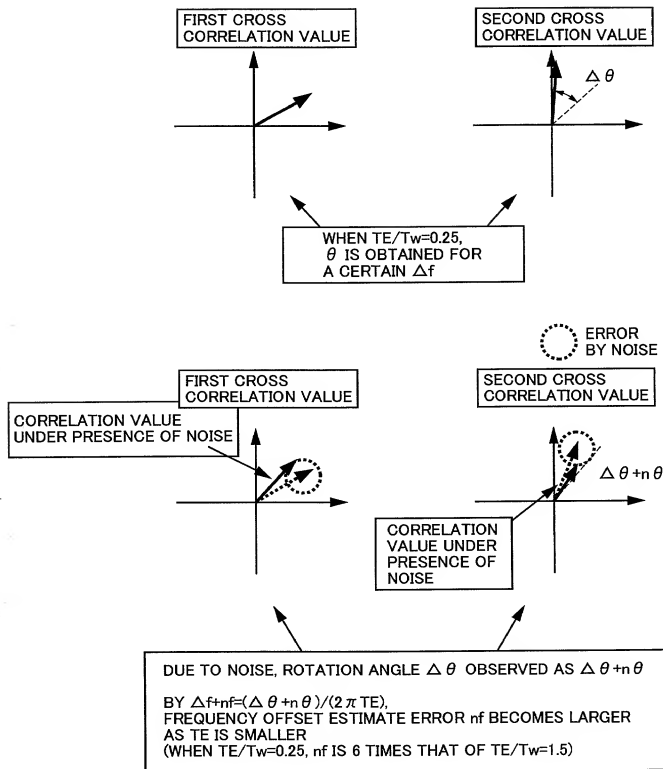 FIRST CROSS
CORRELATION VALUE
SECOND CROSS
CORRELATION VALUE
Δθ
WHEN TE/Tw=0.25,
θ IS OBTAINED FOR
A CERTAIN Δf
ERROR
BY NOISE
FIRST CROSS
CORRELATION VALUE
SECOND CROSS
CORRELATION VALUE
CORRELATION VALUE
UNDER PRESENCE OF NOISE
Δθ+nθ
CORRELATION
VALUE UNDER
PRESENCE OF
NOISE
DUE TO NOISE, ROTATION ANGLE Δθ OBSERVED AS Δθ+nθ
BY Δf+nf=(Δθ+nθ)/(2πTE),
FREQUENCY OFFSET ESTIMATE ERROR nf BECOMES LARGER
AS TE IS SMALLER
(WHEN TE/Tw=0.25, nf IS 6 TIMES THAT OF TE/Tw=1.5)